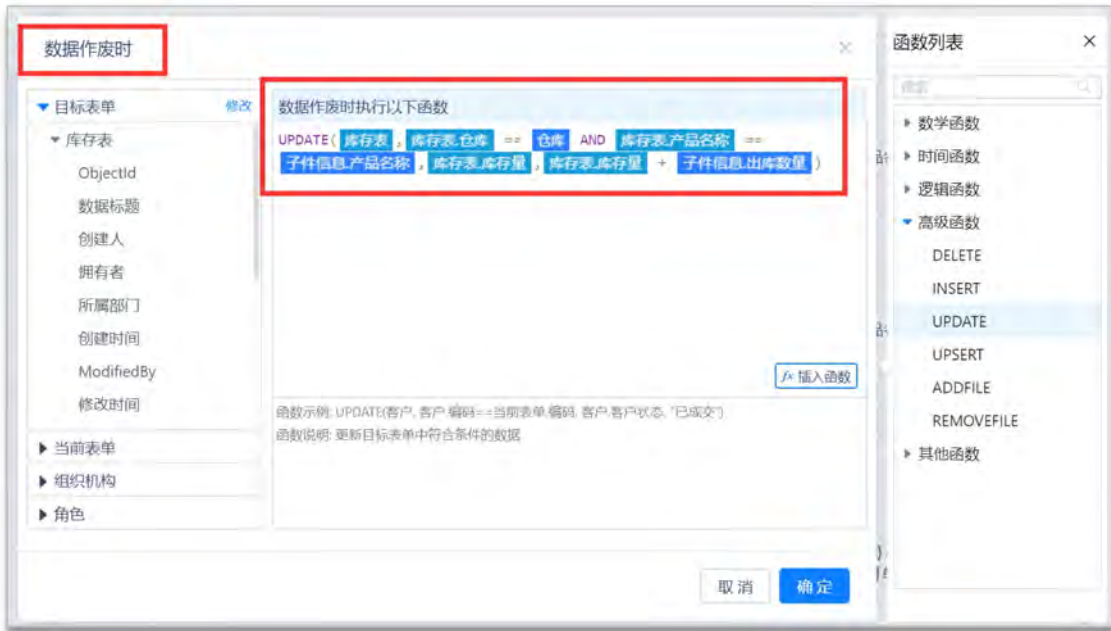 数据作废时
目标表单 修改
库存表
ObjectId
数据标题
创建人
拥有者
所属部门
创建时间
ModifiedBy
修改时间
当前表单
组织机构
角色
数据作废时执行以下函数
UPDATE( 库存表 , 库存表.仓库 == 仓库 AND 库存表.产品名称 ==
子件信息.产品名称 , 库存表.库存量 , 库存表.库存量 + 子件信息.出库数量 )
fx 插入函数
函数示例: UPDATE(客户, 客户.编码==当前表单.编码, 客户.客户状态, "已成交")
函数说明: 更新目标表单中符合条件的数据
取消 确定
函数列表
搜索
数学函数
时间函数
逻辑函数
高级函数
DELETE
INSERT
UPDATE
UPSERT
ADDFILE
REMOVEFILE
其他函数